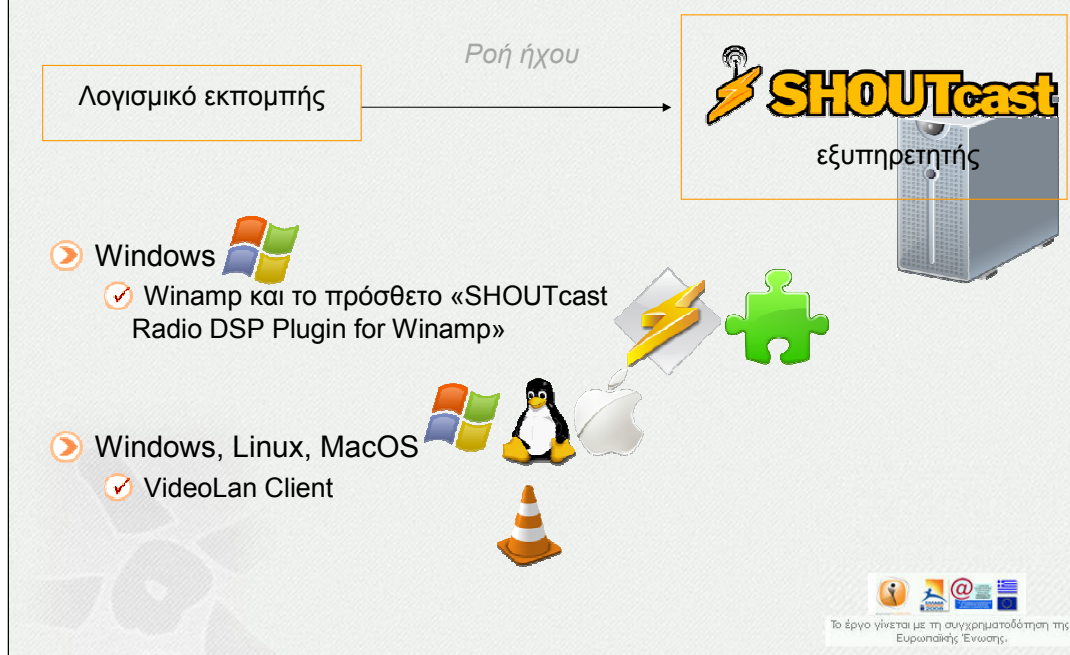 Ροή ήχου
Λογισμικό εκπομπής
SHOUTcast
εξυπηρετητής
Windows
Winamp και το πρόσθετο «SHOUTcast
Radio DSP Plugin for Winamp»
Windows, Linux, MacOS
VideoLan Client
Το έργο γίνεται με τη συγχρηματοδότηση της
Ευρωπαϊκής Ένωσης.